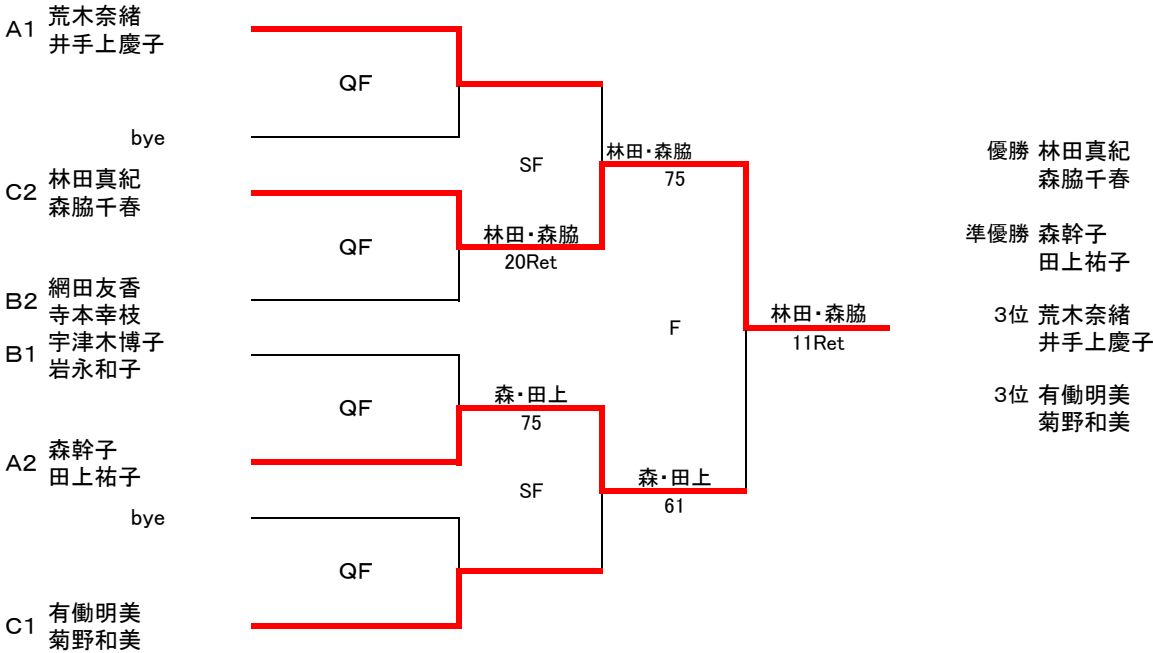 A1 荒木奈緒
井手上慶子
QF
bye
SF
C2 林田真紀
森脇千春
QF
林田・森脇
20Ret
林田・森脇
75
B2 網田友香
寺本幸枝
B1 宇津木博子
岩永和子
QF
森・田上
75
A2 森幹子
田上祐子
SF
森・田上
61
bye
QF
C1 有働明美
菊野和美
F
林田・森脇
11Ret
優勝 林田真紀
森脇千春
準優勝 森幹子
田上祐子
3位 荒木奈緒
井手上慶子
3位 有働明美
菊野和美